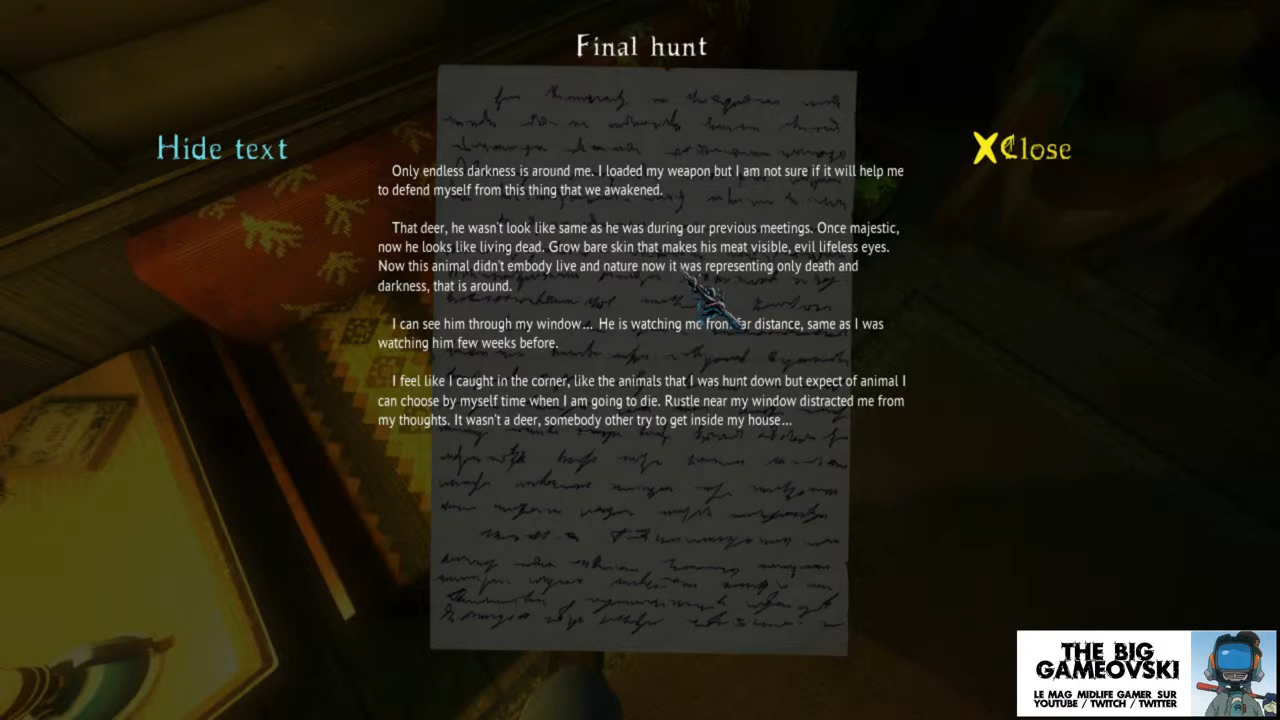 Final hunt
Hide text
Close
Only endless darkness is around me. I loaded my weapon but I am not sure if it will help me
to defend myself from this thing that we awakened.
That deer, he wasn't look like same as he was during our previous meetings. Once majestic,
now he looks like living dead. Grow bare skin that makes his meat visible, evil lifeless eyes.
Now this animal didn't embody live and nature now it was representing only death and
darkness, that is around.
I can see him through my window... He is watching me from far distance, same as I was
watching him few weeks before.
I feel like I caught in the corner, like the animals that I was hunt down but expect of animal I
can choose by myself time when I am going to die. Rustle near my window distracted me from
my thoughts. It wasn't a deer, somebody other try to get inside my house...
THE BIG
GAMEOVSKI
LE MAG MIDLIFE GAMER SUR
YOUTUBE / TWITCH / TWITTER